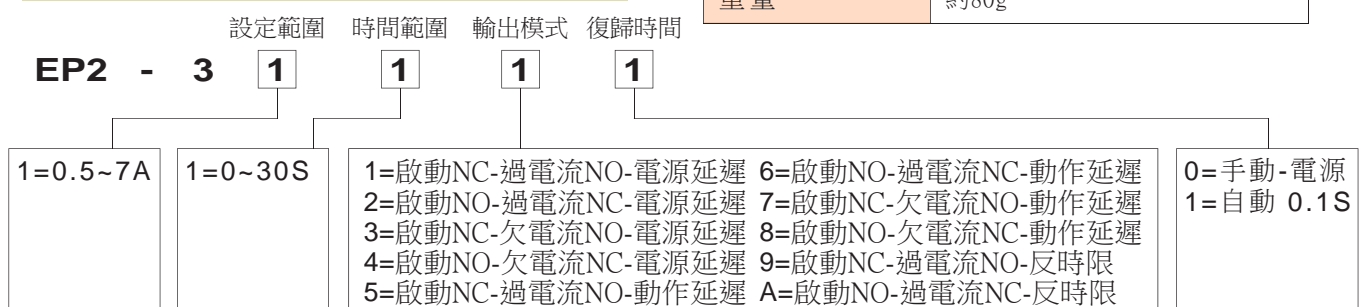 重量 約80g
設定範圍 時間範圍 輸出模式 復歸時間
EP2 - 3 1 1 1 1
1=0.5~7A
1=0~30S
1=啟動NC-過電流NO-電源延遲 6=啟動NO-過電流NC-動作延遲
2=啟動NO-過電流NC-電源延遲 7=啟動NC-欠電流NO-動作延遲
3=啟動NC-欠電流NO-電源延遲 8=啟動NO-欠電流NC-動作延遲
4=啟動NO-欠電流NC-電源延遲 9=啟動NC-過電流NO-反時限
5=啟動NC-過電流NO-動作延遲 A=啟動NO-過電流NC-反時限
0=手動-電源
1=自動 0.1S